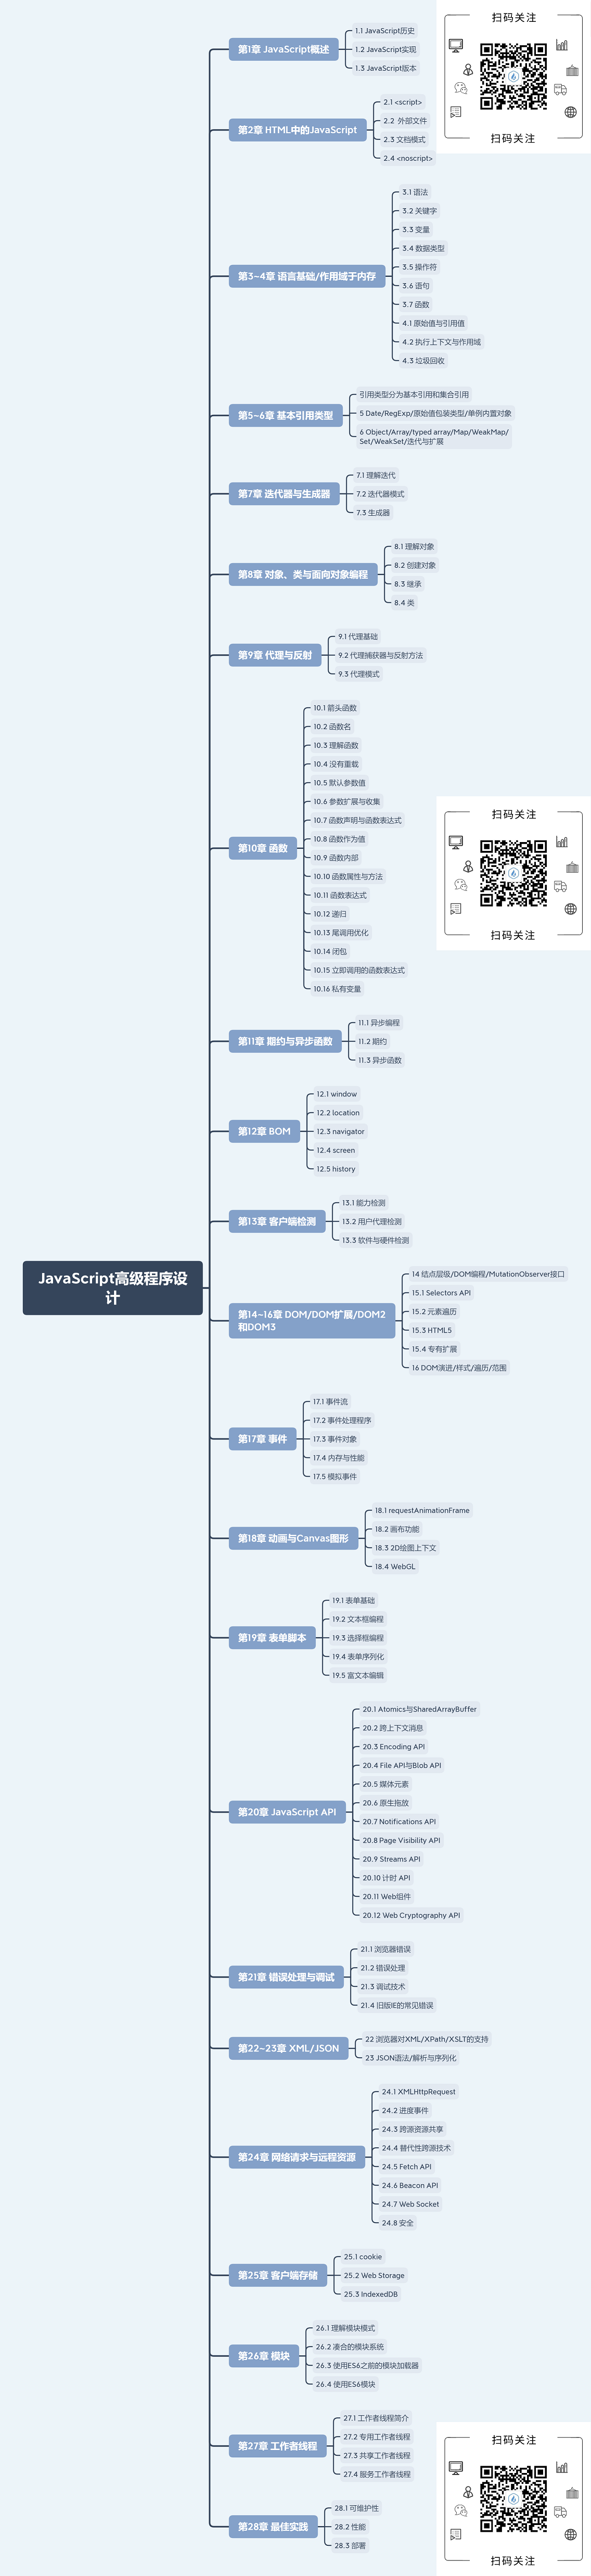 扫码关注
扫码关注
第1章 JavaScript概述
1.1 JavaScript历史
1.2 JavaScript实现
1.3 JavaScript版本
第2章 HTML中的JavaScript
2.1 <script>
2.2 外部文件
2.3 文档模式
2.4 <noscript>
第3~4章 语言基础/作用域于内存
3.1 语法
3.2 关键字
3.3 变量
3.4 数据类型
3.5 操作符
3.6 语句
3.7 函数
4.1 原始值与引用值
4.2 执行上下文与作用域
4.3 垃圾回收
第5~6章 基本引用类型
引用类型分为基本引用和集合引用
5 Date/RegExp/原始值包装类型/单例内置对象
6 Object/Array/typed array/Map/WeakMap/
Set/WeakSet/迭代与扩展
第7章 迭代器与生成器
7.1 理解迭代
7.2 迭代器模式
7.3 生成器
第8章 对象、类与面向对象编程
8.1 理解对象
8.2 创建对象
8.3 继承
8.4 类
第9章 代理与反射
9.1 代理基础
9.2 代理捕获器与反射方法
9.3 代理模式
第10章 函数
10.1 箭头函数
10.2 函数名
10.3 理解函数
10.4 没有重载
10.5 默认参数值
10.6 参数扩展与收集
10.7 函数声明与函数表达式
10.8 函数作为值
10.9 函数内部
10.10 函数属性与方法
10.11 函数表达式
10.12 递归
10.13 尾调用优化
10.14 闭包
10.15 立即调用的函数表达式
10.16 私有变量
扫码关注
扫码关注
第11章 期约与异步函数
11.1 异步编程
11.2 期约
11.3 异步函数
第12章 BOM
12.1 window
12.2 location
12.3 navigator
12.4 screen
12.5 history
第13章 客户端检测
13.1 能力检测
13.2 用户代理检测
13.3 软件与硬件检测
JavaScript高级程序设
计
第14~16章 DOM/DOM扩展/DOM2
和DOM3
14 结点层级/DOM编程/MutationObserver接口
15.1 Selectors API
15.2 元素遍历
15.3 HTML5
15.4 专有扩展
16 DOM演进/样式/遍历/范围
第17章 事件
17.1 事件流
17.2 事件处理程序
17.3 事件对象
17.4 内存与性能
17.5 模拟事件
第18章 动画与Canvas图形
18.1 requestAnimationFrame
18.2 画布功能
18.3 2D绘图上下文
18.4 WebGL
第19章 表单脚本
19.1 表单基础
19.2 文本框编程
19.3 选择框编程
19.4 表单序列化
19.5 富文本编辑
第20章 JavaScript API
20.1 Atomics与SharedArrayBuffer
20.2 跨上下文消息
20.3 Encoding API
20.4 File API与Blob API
20.5 媒体元素
20.6 原生拖放
20.7 Notifications API
20.8 Page Visibility API
20.9 Streams API
20.10 计时 API
20.11 Web组件
20.12 Web Cryptography API
第21章 错误处理与调试
21.1 浏览器错误
21.2 错误处理
21.3 调试技术
21.4 旧版IE的常见错误
第22~23章 XML/JSON
22 浏览器对XML/XPath/XSLT的支持
23 JSON语法/解析与序列化
第24章 网络请求与远程资源
24.1 XMLHttpRequest
24.2 进度事件
24.3 跨源资源共享
24.4 替代性跨源技术
24.5 Fetch API
24.6 Beacon API
24.7 Web Socket
24.8 安全
第25章 客户端存储
25.1 cookie
25.2 Web Storage
25.3 IndexedDB
第26章 模块
26.1 理解模块模式
26.2 凑合的模块系统
26.3 使用ES6之前的模块加载器
26.4 使用ES6模块
第27章 工作者线程
27.1 工作者线程简介
27.2 专用工作者线程
27.3 共享工作者线程
27.4 服务工作者线程
第28章 最佳实践
28.1 可维护性
28.2 性能
28.3 部署
扫码关注
扫码关注